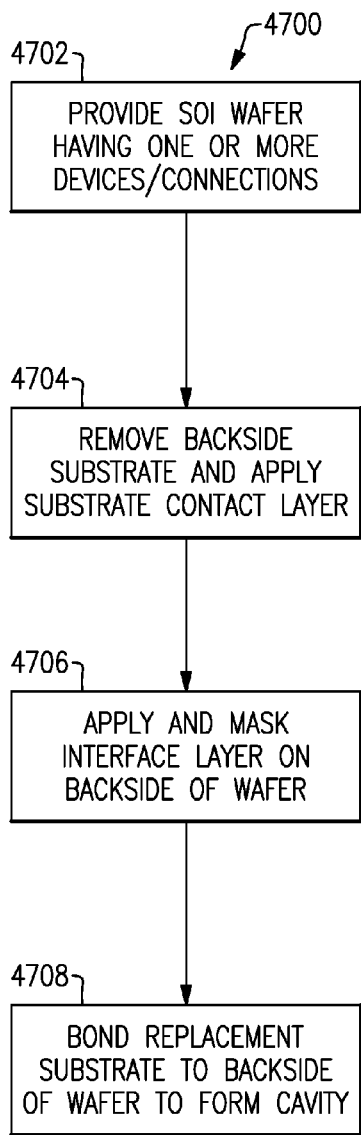 4700
4702
PROVIDE SOI WAFER
HAVING ONE OR MORE
DEVICES/CONNECTIONS
4704
REMOVE BACKSIDE
SUBSTRATE AND APPLY
SUBSTRATE CONTACT LAYER
4706
APPLY AND MASK
INTERFACE LAYER ON
BACKSIDE OF WAFER
4708
BOND REPLACEMENT
SUBSTRATE TO BACKSIDE
OF WAFER TO FORM CAVITY